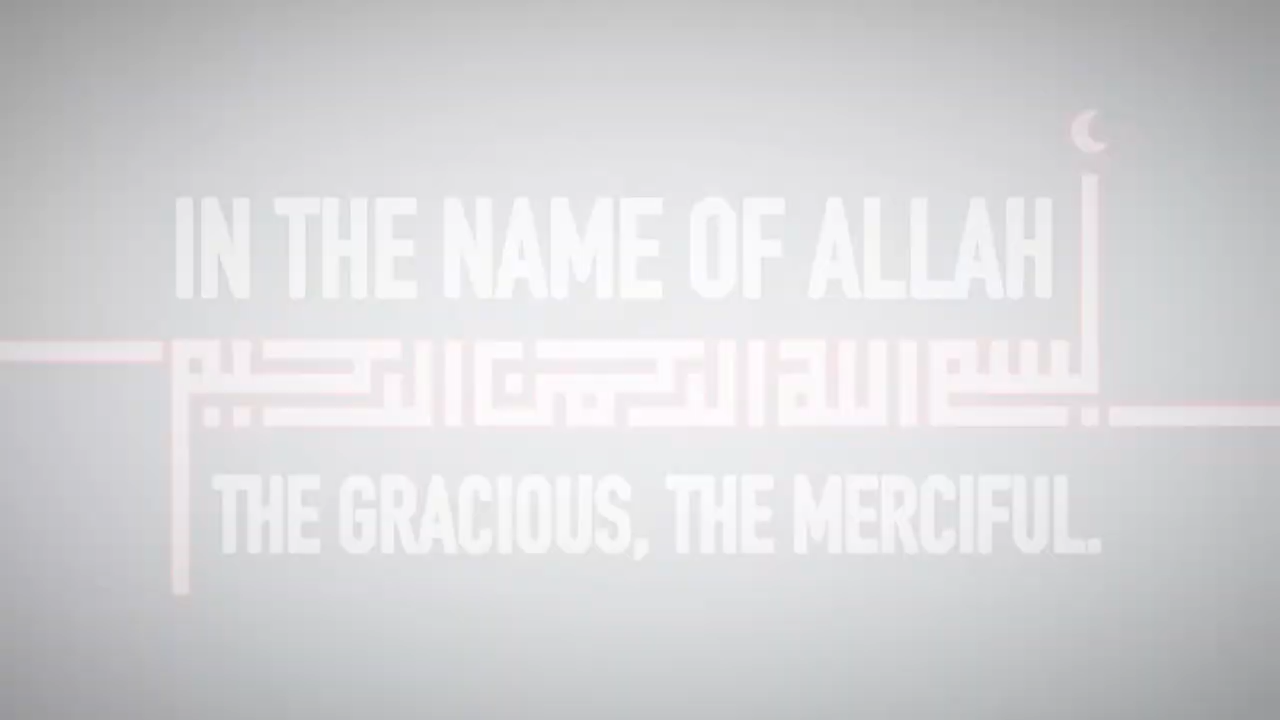 IN THE NAME OF ALLAH
بسم الله الرحمن الرحيم
THE GRACIOUS, THE MERCIFUL.